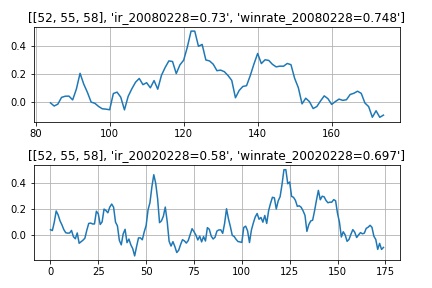 [[52, 55, 58], 'ir_20080228=0.73', 'winrate_20080228=0.748']
0.4
0.2
0.0
80 100 120 140 160
[[52, 55, 58], 'ir_20020228=0.58', 'winrate_20020228=0.697']
0.4
0.2
0.0
0 25 50 75 100 125 150 175